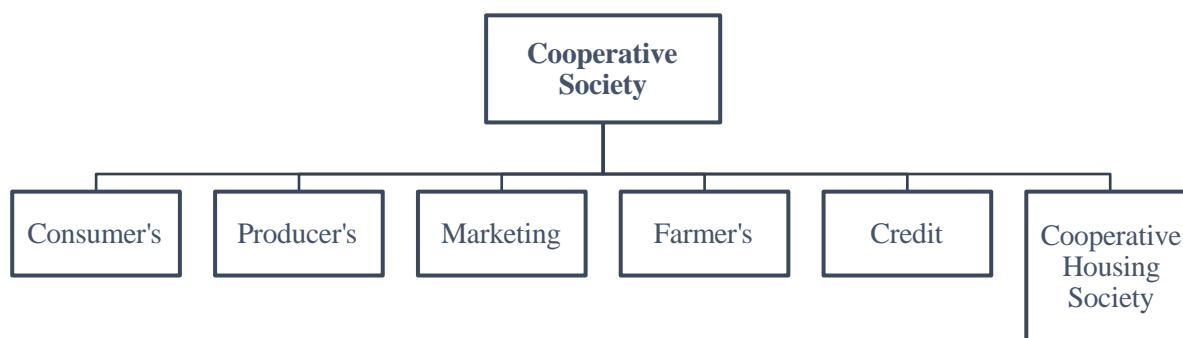 Cooperative
Society
Consumer's
Producer's
Marketing
Farmer's
Credit
Cooperative
Housing
Society